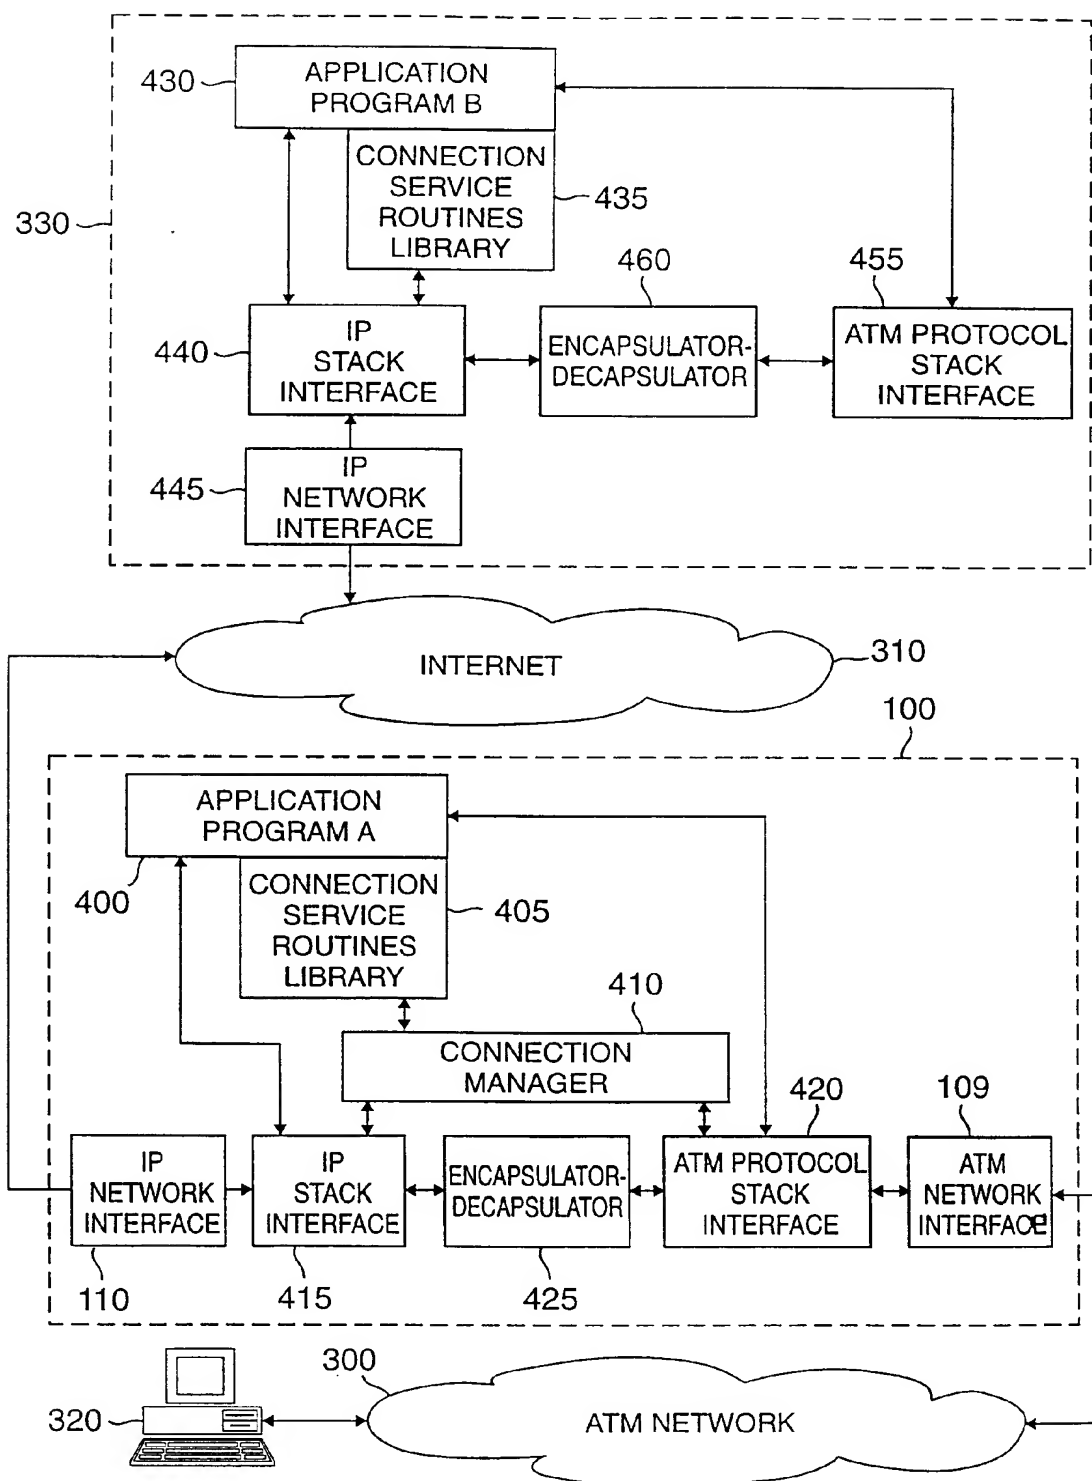 430
APPLICATION
PROGRAM B
CONNECTION
SERVICE
ROUTINES
LIBRARY
435
330
460
455
440
IP
STACK
INTERFACE
ENCAPSULATOR-
DECAPSULATOR
ATM PROTOCOL
STACK
INTERFACE
445
IP
NETWORK
INTERFACE
INTERNET
310
100
APPLICATION
PROGRAM A
400
CONNECTION
SERVICE
ROUTINES
LIBRARY
405
410
CONNECTION
MANAGER
420
109
IP
NETWORK
INTERFACE
IP
STACK
INTERFACE
ENCAPSULATOR-
DECAPSULATOR
ATM PROTOCOL
STACK
INTERFACE
ATM
NETWORK
INTERFACE
110
415
425
300
320
ATM NETWORK